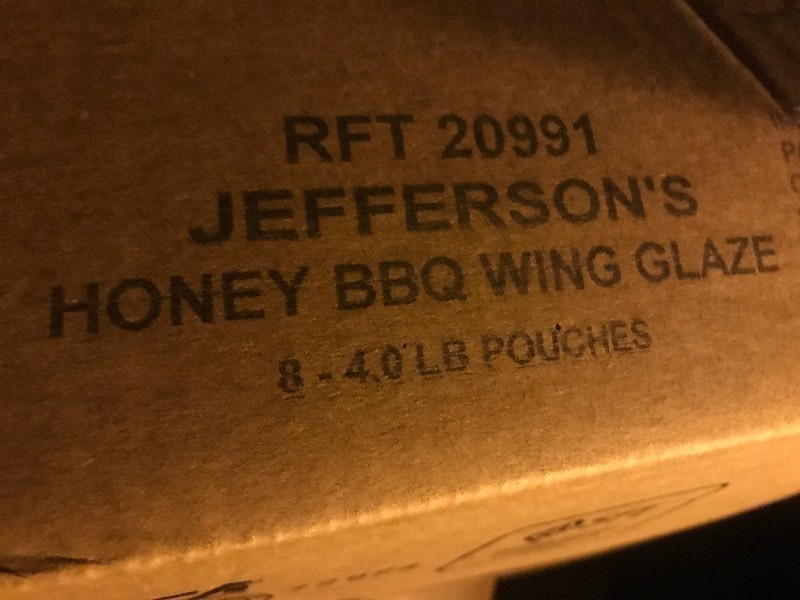 RFT 20991
JEFFERSON'S
HONEY BBQ WING GLAZE
8 - 4.0 LB POUCHES